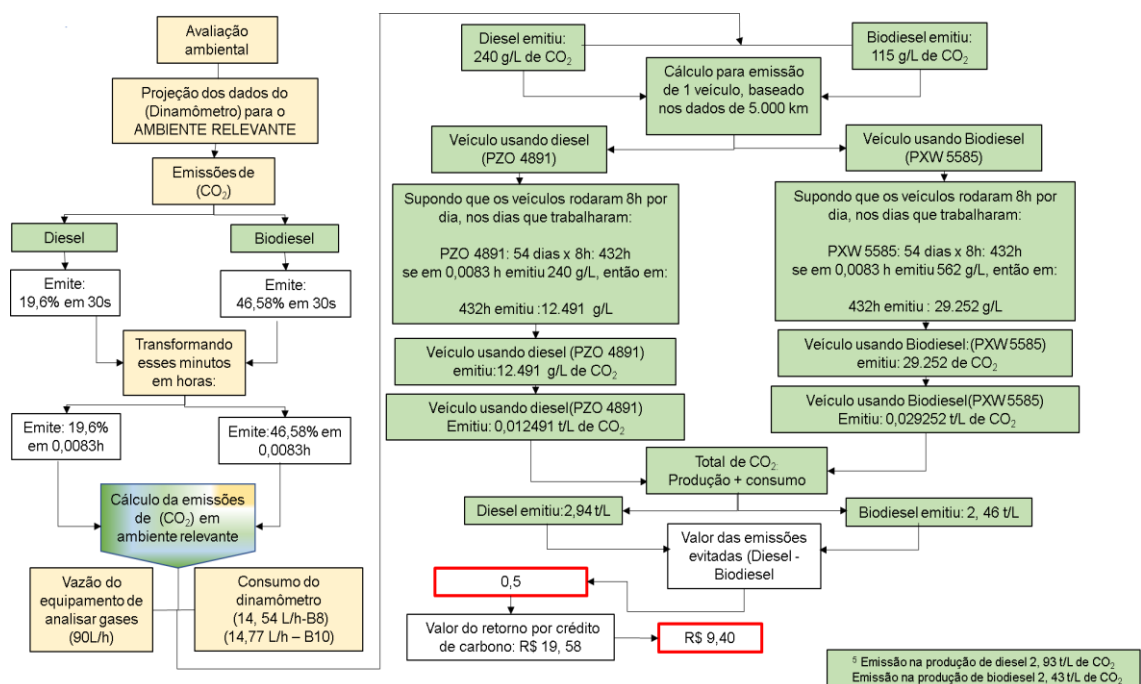 Avaliação
ambiental
Projeção dos dados do
(Dinamômetro) para o
AMBIENTE RELEVANTE
Emissões de
(CO₂)
Diesel
Biodiesel
Emite:
19,6% em 30s
Emite:
46,58% em 30s
Transformando
esses minutos
em horas:
Emite: 19,6%
em 0,0083h
Emite:46,58% em
0,0083h
Cálculo da emissões
de (CO₂) em
ambiente relevante
Vazão do
equipamento de
analisar gases
(90L/h)
Consumo do
dinamômetro
(14, 54 L/h-B8)
(14,77 L/h – B10)
Diesel emitiu:
240 g/L de CO₂
Biodiesel emitiu:
115 g/L de CO₂
Cálculo para emissão
de 1 veículo, baseado
nos dados de 5.000 km
Veículo usando diesel
(PZO 4891)
Veículo usando Biodiesel
(PXW 5585)
Supondo que os veículos rodaram 8h por
dia, nos dias que trabalharam:
PZO 4891: 54 dias x 8h: 432h
se em 0,0083 h emitiu 240 g/L, então em:
432h emitiu :12.491 g/L
Supondo que os veículos rodaram 8h por
dia, nos dias que trabalharam:
PXW 5585: 54 dias x 8h: 432h
se em 0,0083 h emitiu 562 g/L, então em:
432h emitiu : 29.252 g/L
Veículo usando diesel (PZO 4891)
emitiu:12.491 g/L de CO₂
Veículo usando Biodiesel:(PXW 5585)
emitiu: 29.252 de CO₂
Veículo usando diesel(PZO 4891)
Emitiu: 0,012491 t/L de CO₂
Veículo usando Biodiesel(PXW 5585)
Emitiu: 0,029252 t/L de CO₂
Total de CO₂:
Produção + consumo
Diesel emitiu:2,94 t/L
Biodiesel emitiu: 2, 46 t/L
Valor das emissões
evitadas (Diesel -
Biodiesel
0,5
Valor do retorno por crédito
de carbono: R$ 19, 58
R$ 9,40
⁵ Emissão na produção de diesel 2, 93 t/L de CO₂
Emissão na produção de biodiesel 2, 43 t/L de CO₂